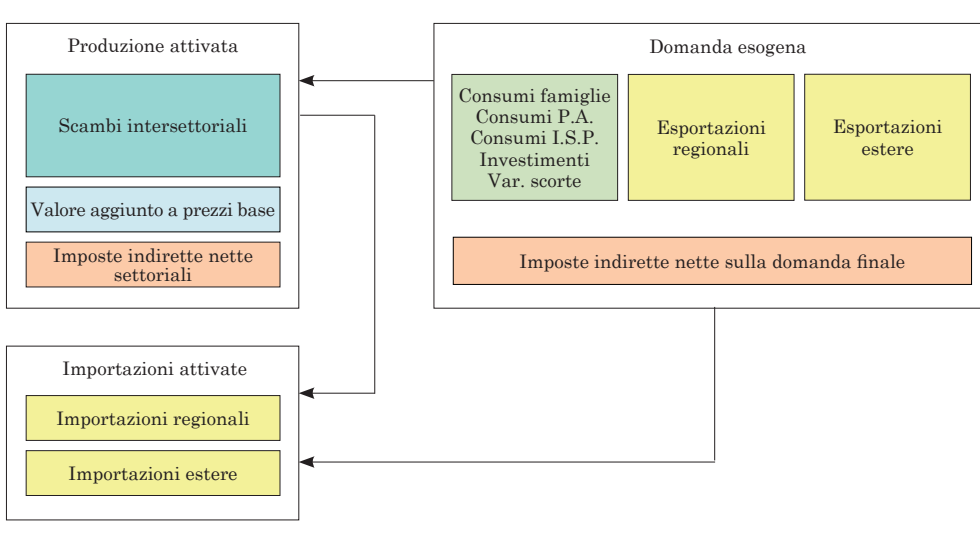 Produzione attivata
Scambi intersettoriali
Valore aggiunto a prezzi base
Imposte indirette nette
settoriali
Domanda esogena
Consumi famiglie
Consumi P.A.
Consumi I.S.P.
Investimenti
Var. scorte
Esportazioni
regionali
Esportazioni
estere
Imposte indirette nette sulla domanda finale
Importazioni attivate
Importazioni regionali
Importazioni estere